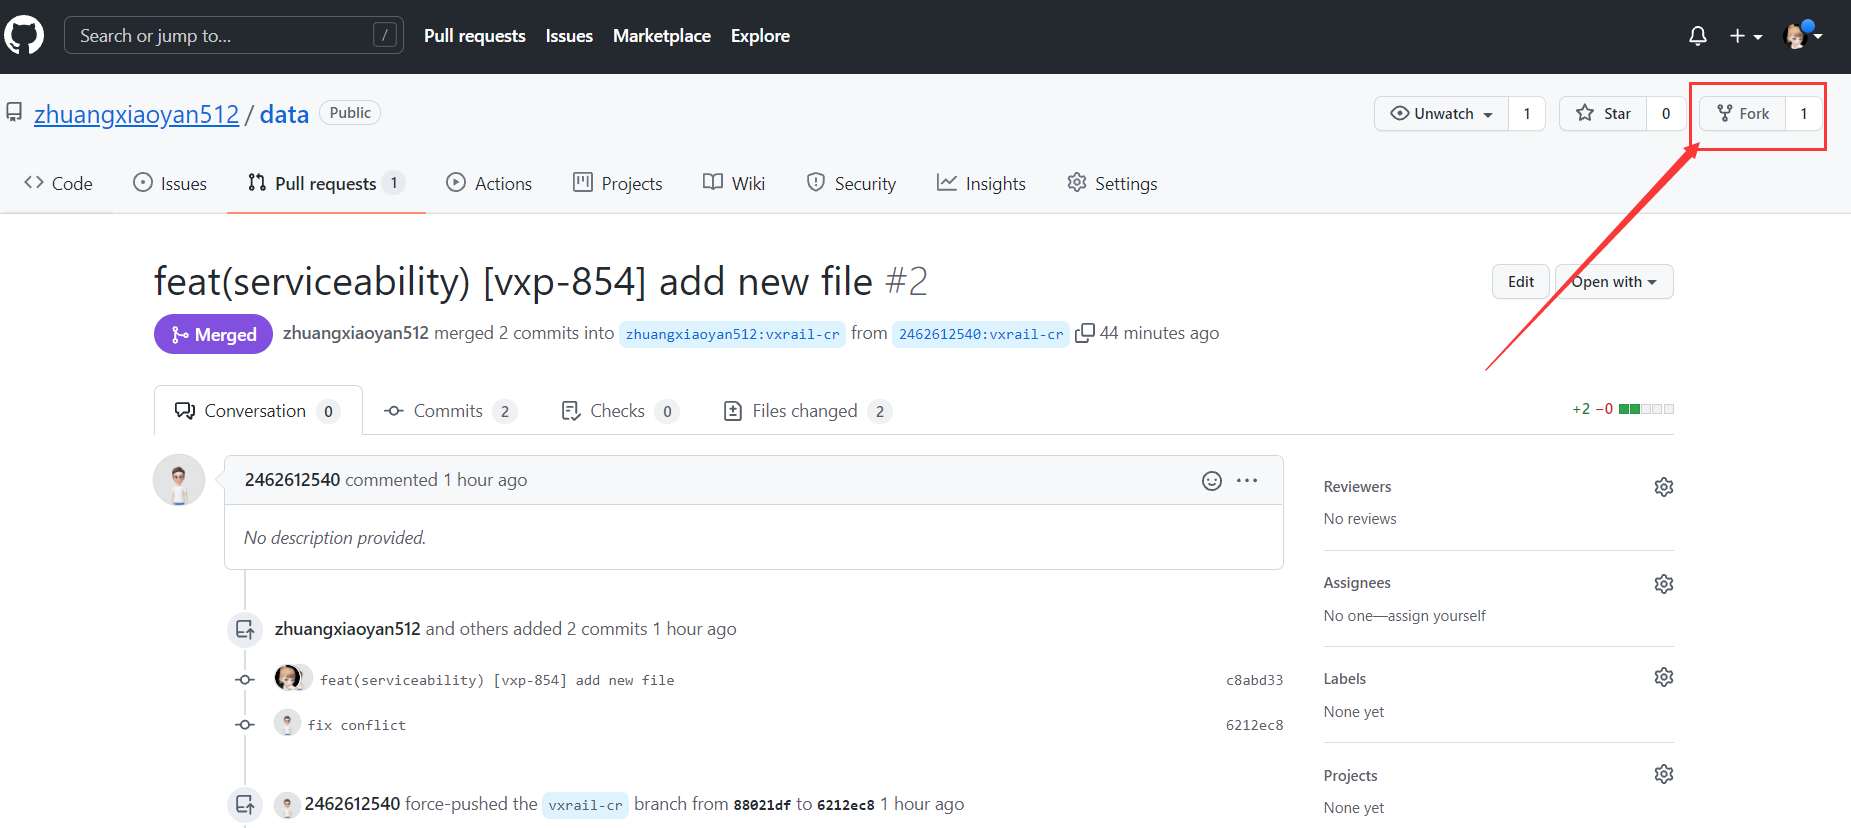 Search or jump to... / Pull requests Issues Marketplace Explore
zhuangxiaoyan512 / data Public Unwatch 1 Star 0 Fork 1
Code Issues Pull requests 1 Actions Projects Wiki Security Insights Settings
feat(serviceability) [vxp-854] add new file #2 Edit Open with
Merged zhuangxiaoyan512 merged 2 commits into zhuangxiaoyan512:vxrail-cr from 2462612540:vxrail-cr 44 minutes ago
Conversation 0 Commits 2 Checks 0 Files changed 2 +2 −0
2462612540 commented 1 hour ago
No description provided.
zhuangxiaoyan512 and others added 2 commits 1 hour ago
feat(serviceability) [vxp-854] add new file c8abd33
fix conflict 6212ec8
2462612540 force-pushed the vxrail-cr branch from 88021df to 6212ec8 1 hour ago
Reviewers
No reviews
Assignees
No one—assign yourself
Labels
None yet
Projects
None yet